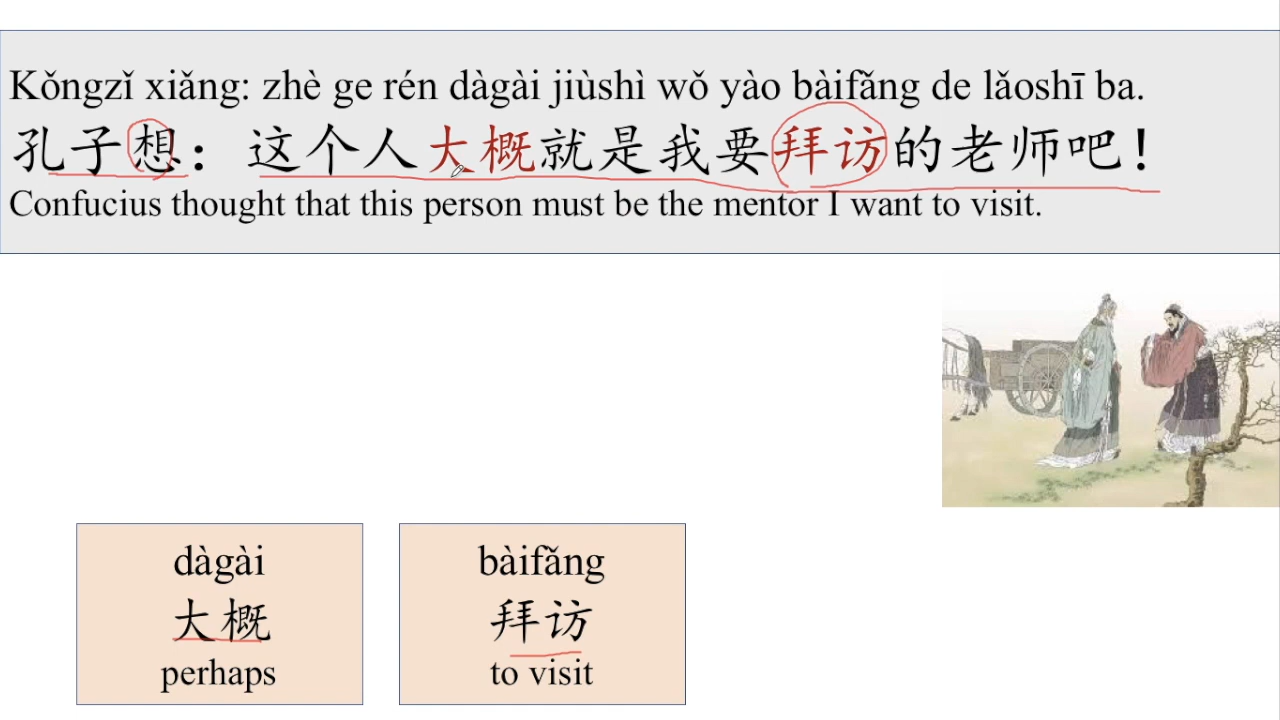 Kǒngzǐ xiǎng: zhè ge rén dàgài jiùshì wǒ yào bàifǎng de lǎoshī ba.
孔子想：这个人大概就是我要拜访的老师吧！
Confucius thought that this person must be the mentor I want to visit.
dàgài
大概
perhaps
bàifǎng
拜访
to visit